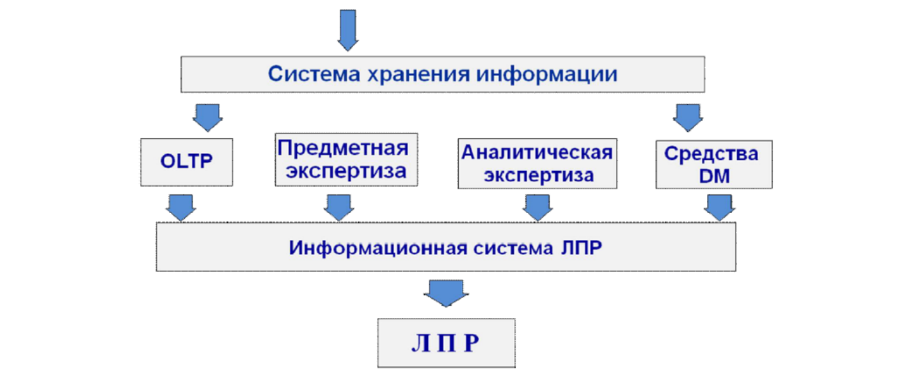 Система хранения информации
OLTP
Предметная
экспертиза
Аналитическая
экспертиза
Средства
DM
Информационная система ЛПР
Л П Р